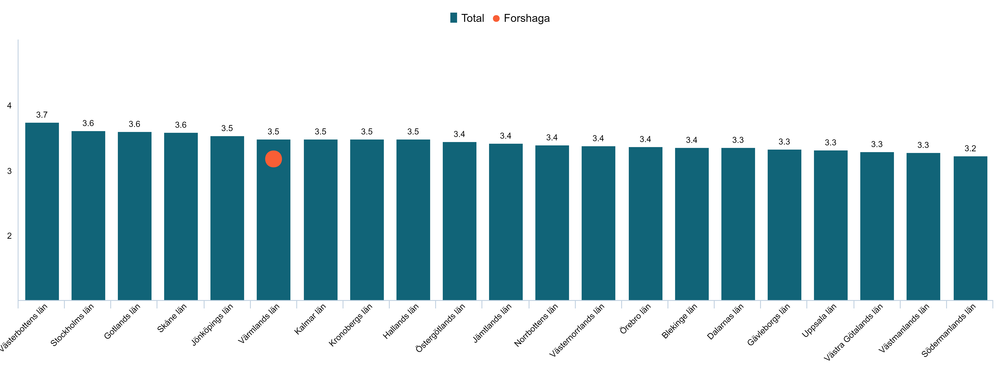 Total Forshaga
4
3
2
3.7 3.6 3.6 3.6 3.5 3.5 3.5 3.5 3.5 3.4 3.4 3.4 3.4 3.4 3.4 3.3 3.3 3.3 3.3 3.3 3.2
Västerbottens län
Stockholms län
Gotlands län
Skåne län
Jönköpings län
Värmlands län
Kalmar län
Kronobergs län
Hallands län
Östergötlands län
Jämtlands län
Norrbottens län
Västernorrlands län
Örebro län
Blekinge län
Dalarnas län
Gävleborgs län
Uppsala län
Västra Götalands län
Västmanlands län
Södermanlands län